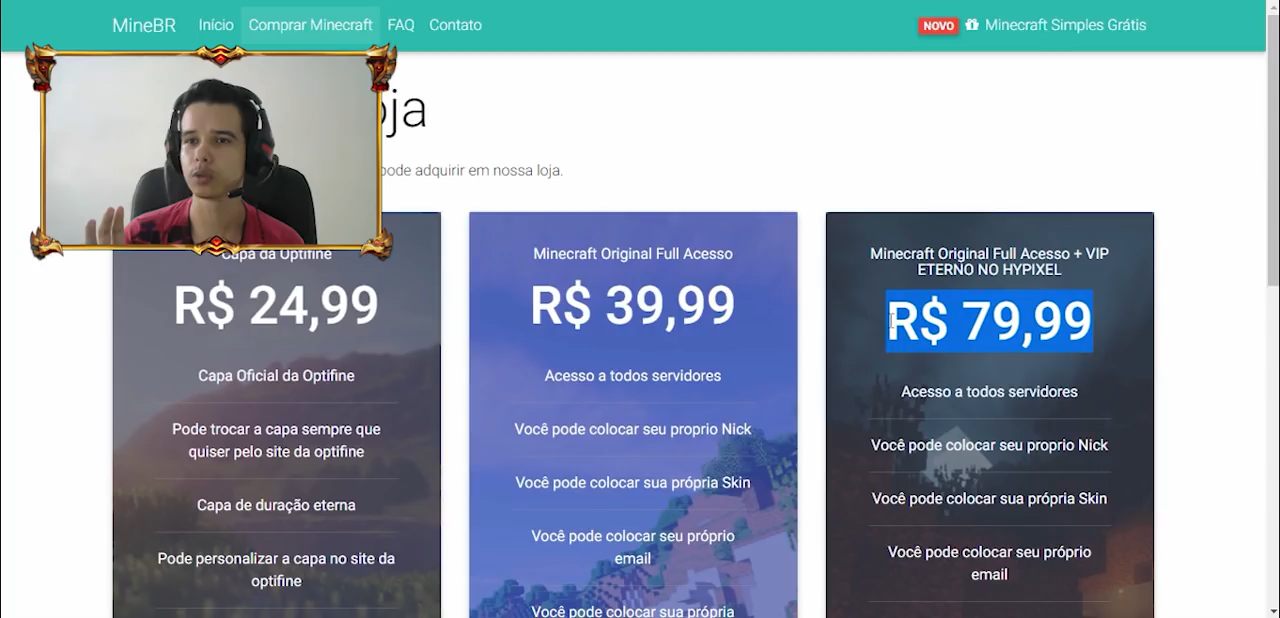 MineBR Início Comprar Minecraft FAQ Contato NOVO Minecraft Simples Grátis
oja
pode adquirir em nossa loja.
Capa da Optifine
R$ 24,99
Capa Oficial da Optifine
Pode trocar a capa sempre que
quiser pelo site da optifine
Capa de duração eterna
Pode personalizar a capa no site da
optifine
Minecraft Original Full Acesso
R$ 39,99
Acesso a todos servidores
Você pode colocar seu proprio Nick
Você pode colocar sua própria Skin
Você pode colocar seu próprio
email
Você pode colocar sua própria
Minecraft Original Full Acesso + VIP
ETERNO NO HYPIXEL
R$ 79,99
Acesso a todos servidores
Você pode colocar seu proprio Nick
Você pode colocar sua própria Skin
Você pode colocar seu próprio
email